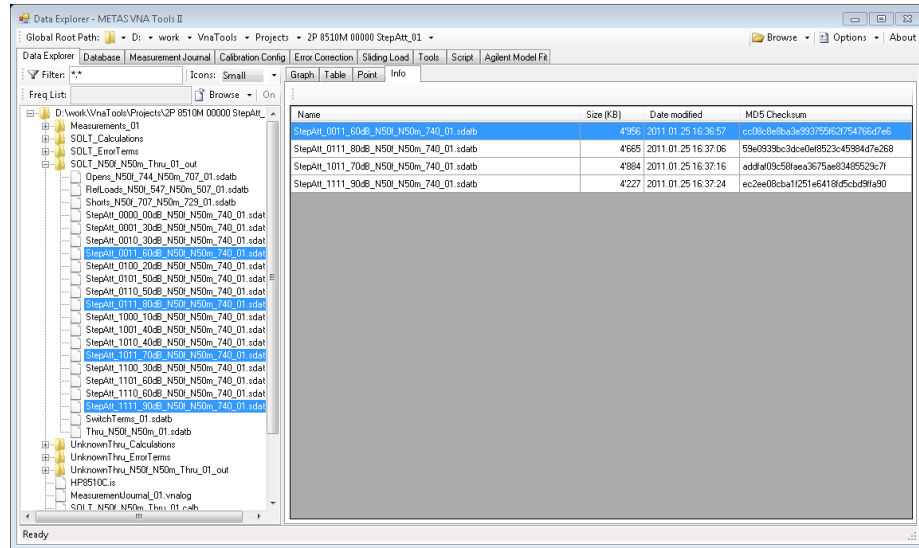 Data Explorer - METAS VNA Tools II
Global Root Path: D: work VnaTools Projects 2P 8510M 00000 StepAtt_01 Browse Options About
Data Explorer Database Measurement Journal Calibration Config Error Correction Sliding Load Tools Script Agilent Model Fit
Filter: *.* Icons: Small Graph Table Point Info
Freq List: Browse On
D:\work\VnaTools\Projects\2P 8510M 00000 StepAtt_
Measurements_01
SOLT_Calculations
SOLT_ErrorTerms
SOLT_N50f_N50m_Thru_01_out
Opens_N50f_744_m_707_01.sdatb
RefLoads_N50f_547_N50m_507_01.sdatb
Shorts_N50f_707_N50m_729_01.sdatb
StepAtt_0000_00dB_N50f_N50m_740_01.sdat
StepAtt_0001_30dB_N50f_N50m_740_01.sdat
StepAtt_0010_30dB_N50f_N50m_740_01.sdat
StepAtt_0011_60dB_N50f_N50m_740_01.sdat
StepAtt_0100_20dB_N50f_N50m_740_01.sdat
StepAtt_0101_50dB_N50f_N50m_740_01.sdat
StepAtt_0110_50dB_N50f_N50m_740_01.sdat
StepAtt_0111_80dB_N50f_N50m_740_01.sdat
StepAtt_1000_10dB_N50f_N50m_740_01.sdat
StepAtt_1001_40dB_N50f_N50m_740_01.sdat
StepAtt_1010_40dB_N50f_N50m_740_01.sdat
StepAtt_1011_70dB_N50f_N50m_740_01.sdat
StepAtt_1100_30dB_N50f_N50m_740_01.sdat
StepAtt_1101_60dB_N50f_N50m_740_01.sdat
StepAtt_1110_60dB_N50f_N50m_740_01.sdat
StepAtt_1111_90dB_N50f_N50m_740_01.sdat
SwitchTerms_01.sdatb
Thru_N50f_N50m_01.sdatb
UnknownThru_Calculations
UnknownThru_ErrorTerms
UnknownThru_N50f_N50m_Thru_01_out
HP8510C.is
MeasurementJournal_01.vnalog
SOLT_N50f_N50m_Thru_01.calb
Name Size (KB) Date modified MD5 Checksum
StepAtt_0011_60dB_N50f_N50m_740_01.sdatb 4'956 2011.01.25 16:36:57 cc08c8e8ba3e993755f62f754766d7e6
StepAtt_0111_80dB_N50f_N50m_740_01.sdatb 4'665 2011.01.25 16:37:06 59e0939bc3dce0ef8523c45984d7e268
StepAtt_1011_70dB_N50f_N50m_740_01.sdatb 4'884 2011.01.25 16:37:16 addfaf09c58faea3675ae83485529c7f
StepAtt_1111_90dB_N50f_N50m_740_01.sdatb 4'227 2011.01.25 16:37:24 ec2ee08cba1f251e6418fd5cbd9ffa90
Ready